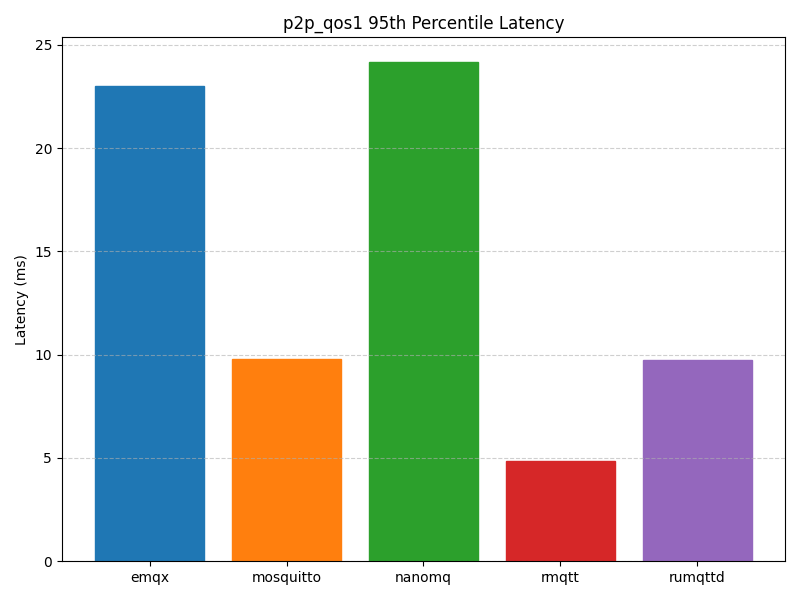 p2p_qos1 95th Percentile Latency
Latency (ms)
25
20
15
10
5
0
emqx
mosquitto
nanomq
rmqtt
rumqttd